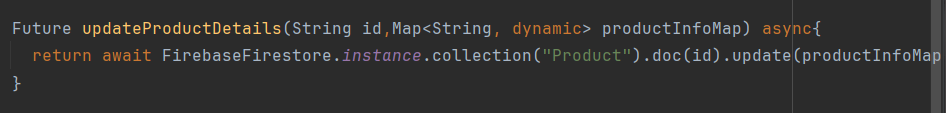 Future updateProductDetails(String id,Map<String, dynamic> productInfoMap) async{
return await FirebaseFirestore.instance.collection("Product").doc(id).update(productInfoMap
}